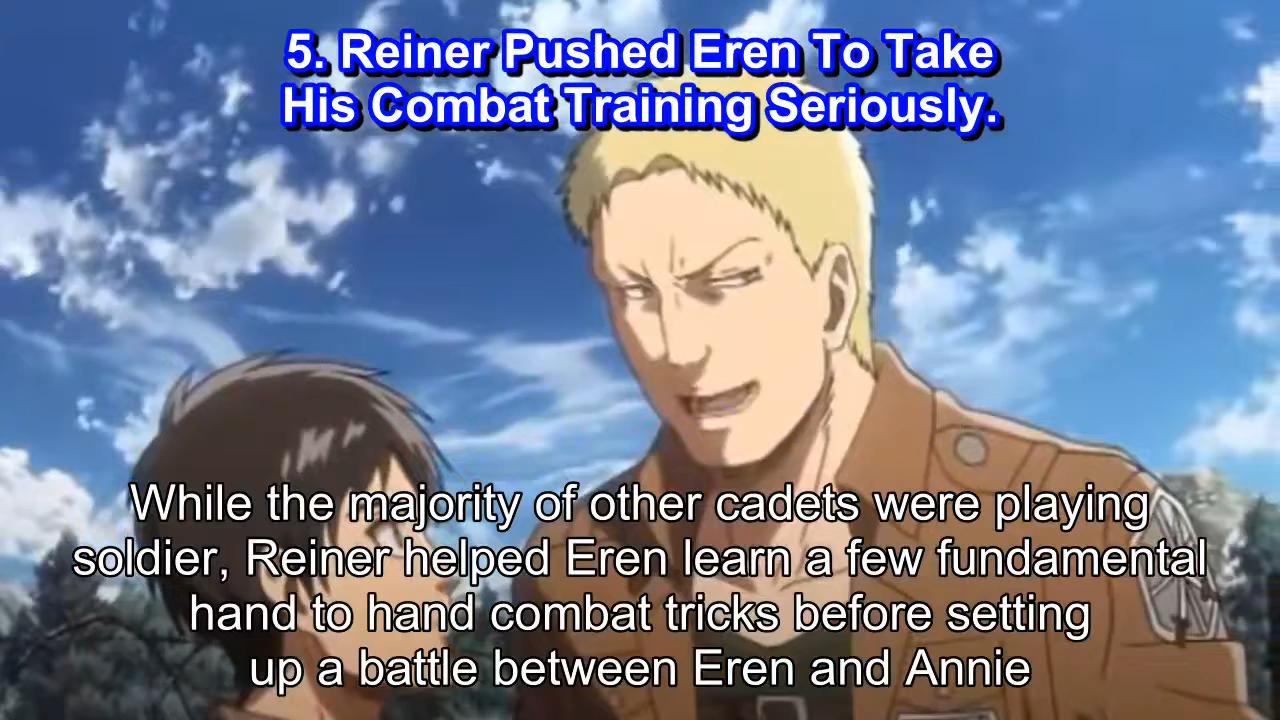 5. Reiner Pushed Eren To Take
His Combat Training Seriously.
While the majority of other cadets were playing
soldier, Reiner helped Eren learn a few fundamental
hand to hand combat tricks before setting
up a battle between Eren and Annie